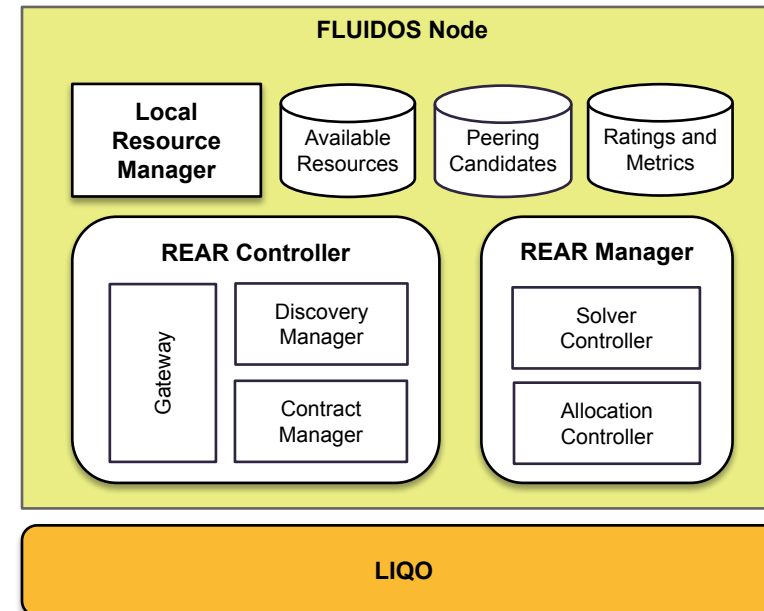 FLUIDOS Node
Local
Resource
Manager
Available
Resources
Peering
Candidates
Ratings and
Metrics
REAR Controller
Gateway
Discovery
Manager
Contract
Manager
REAR Manager
Solver
Controller
Allocation
Controller
LIQO